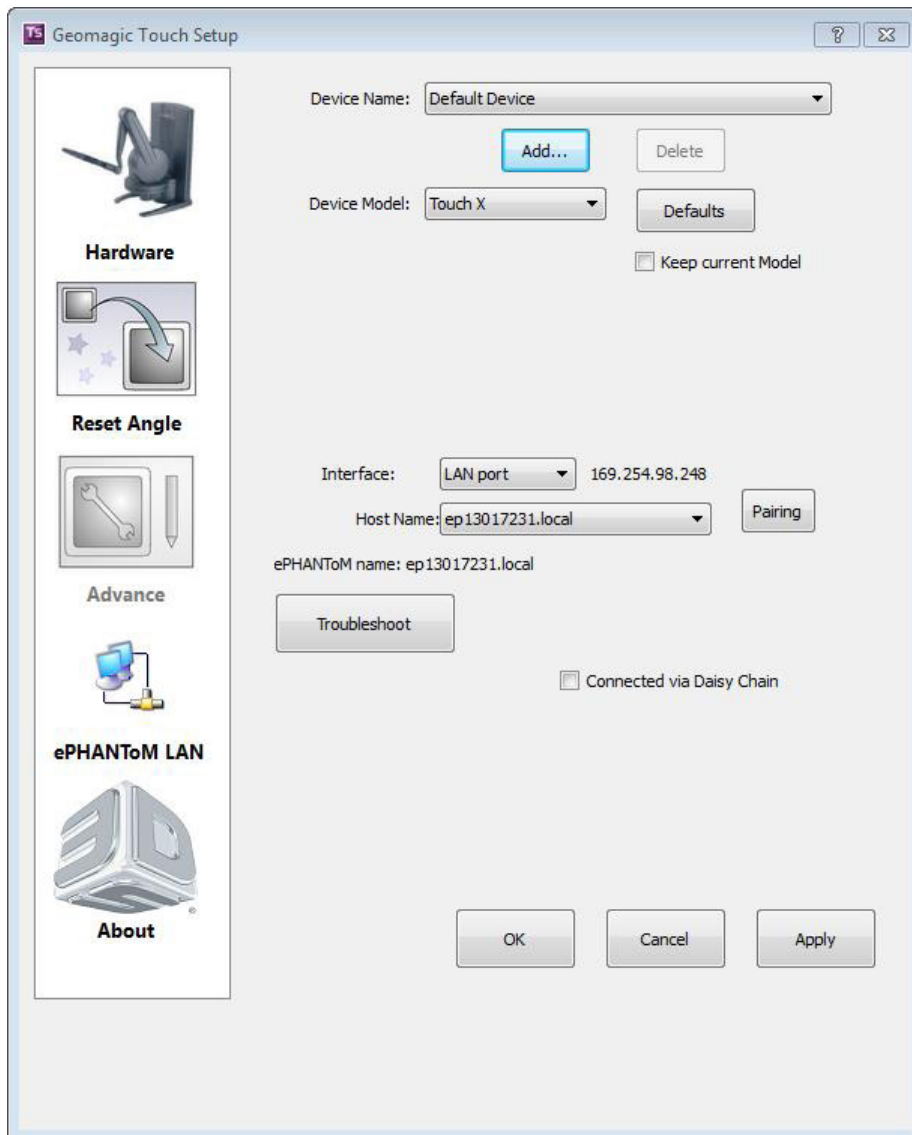 TS Geomagic Touch Setup
Hardware
Reset Angle
Advance
ePHANToM LAN
About
Device Name: Default Device
Add... Delete
Device Model: Touch X Defaults
Keep current Model
Interface: LAN port 169.254.98.248
Host Name: ep13017231.local Pairing
ePHANToM name: ep13017231.local
Troubleshoot
Connected via Daisy Chain
OK Cancel Apply